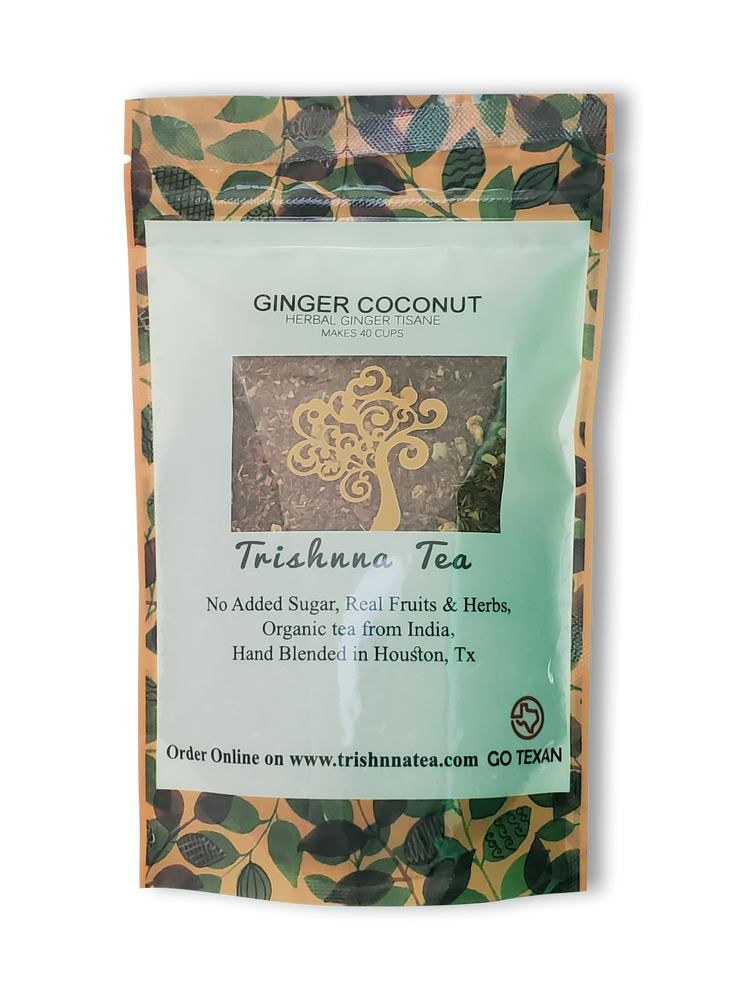 GINGER COCONUT
HERBAL GINGER TISANE
MAKES 40 CUPS
Trishnna Tea
No Added Sugar, Real Fruits & Herbs,
Organic tea from India,
Hand Blended in Houston, Tx
Order Online on www.trishnnatea.com GO TEXAN